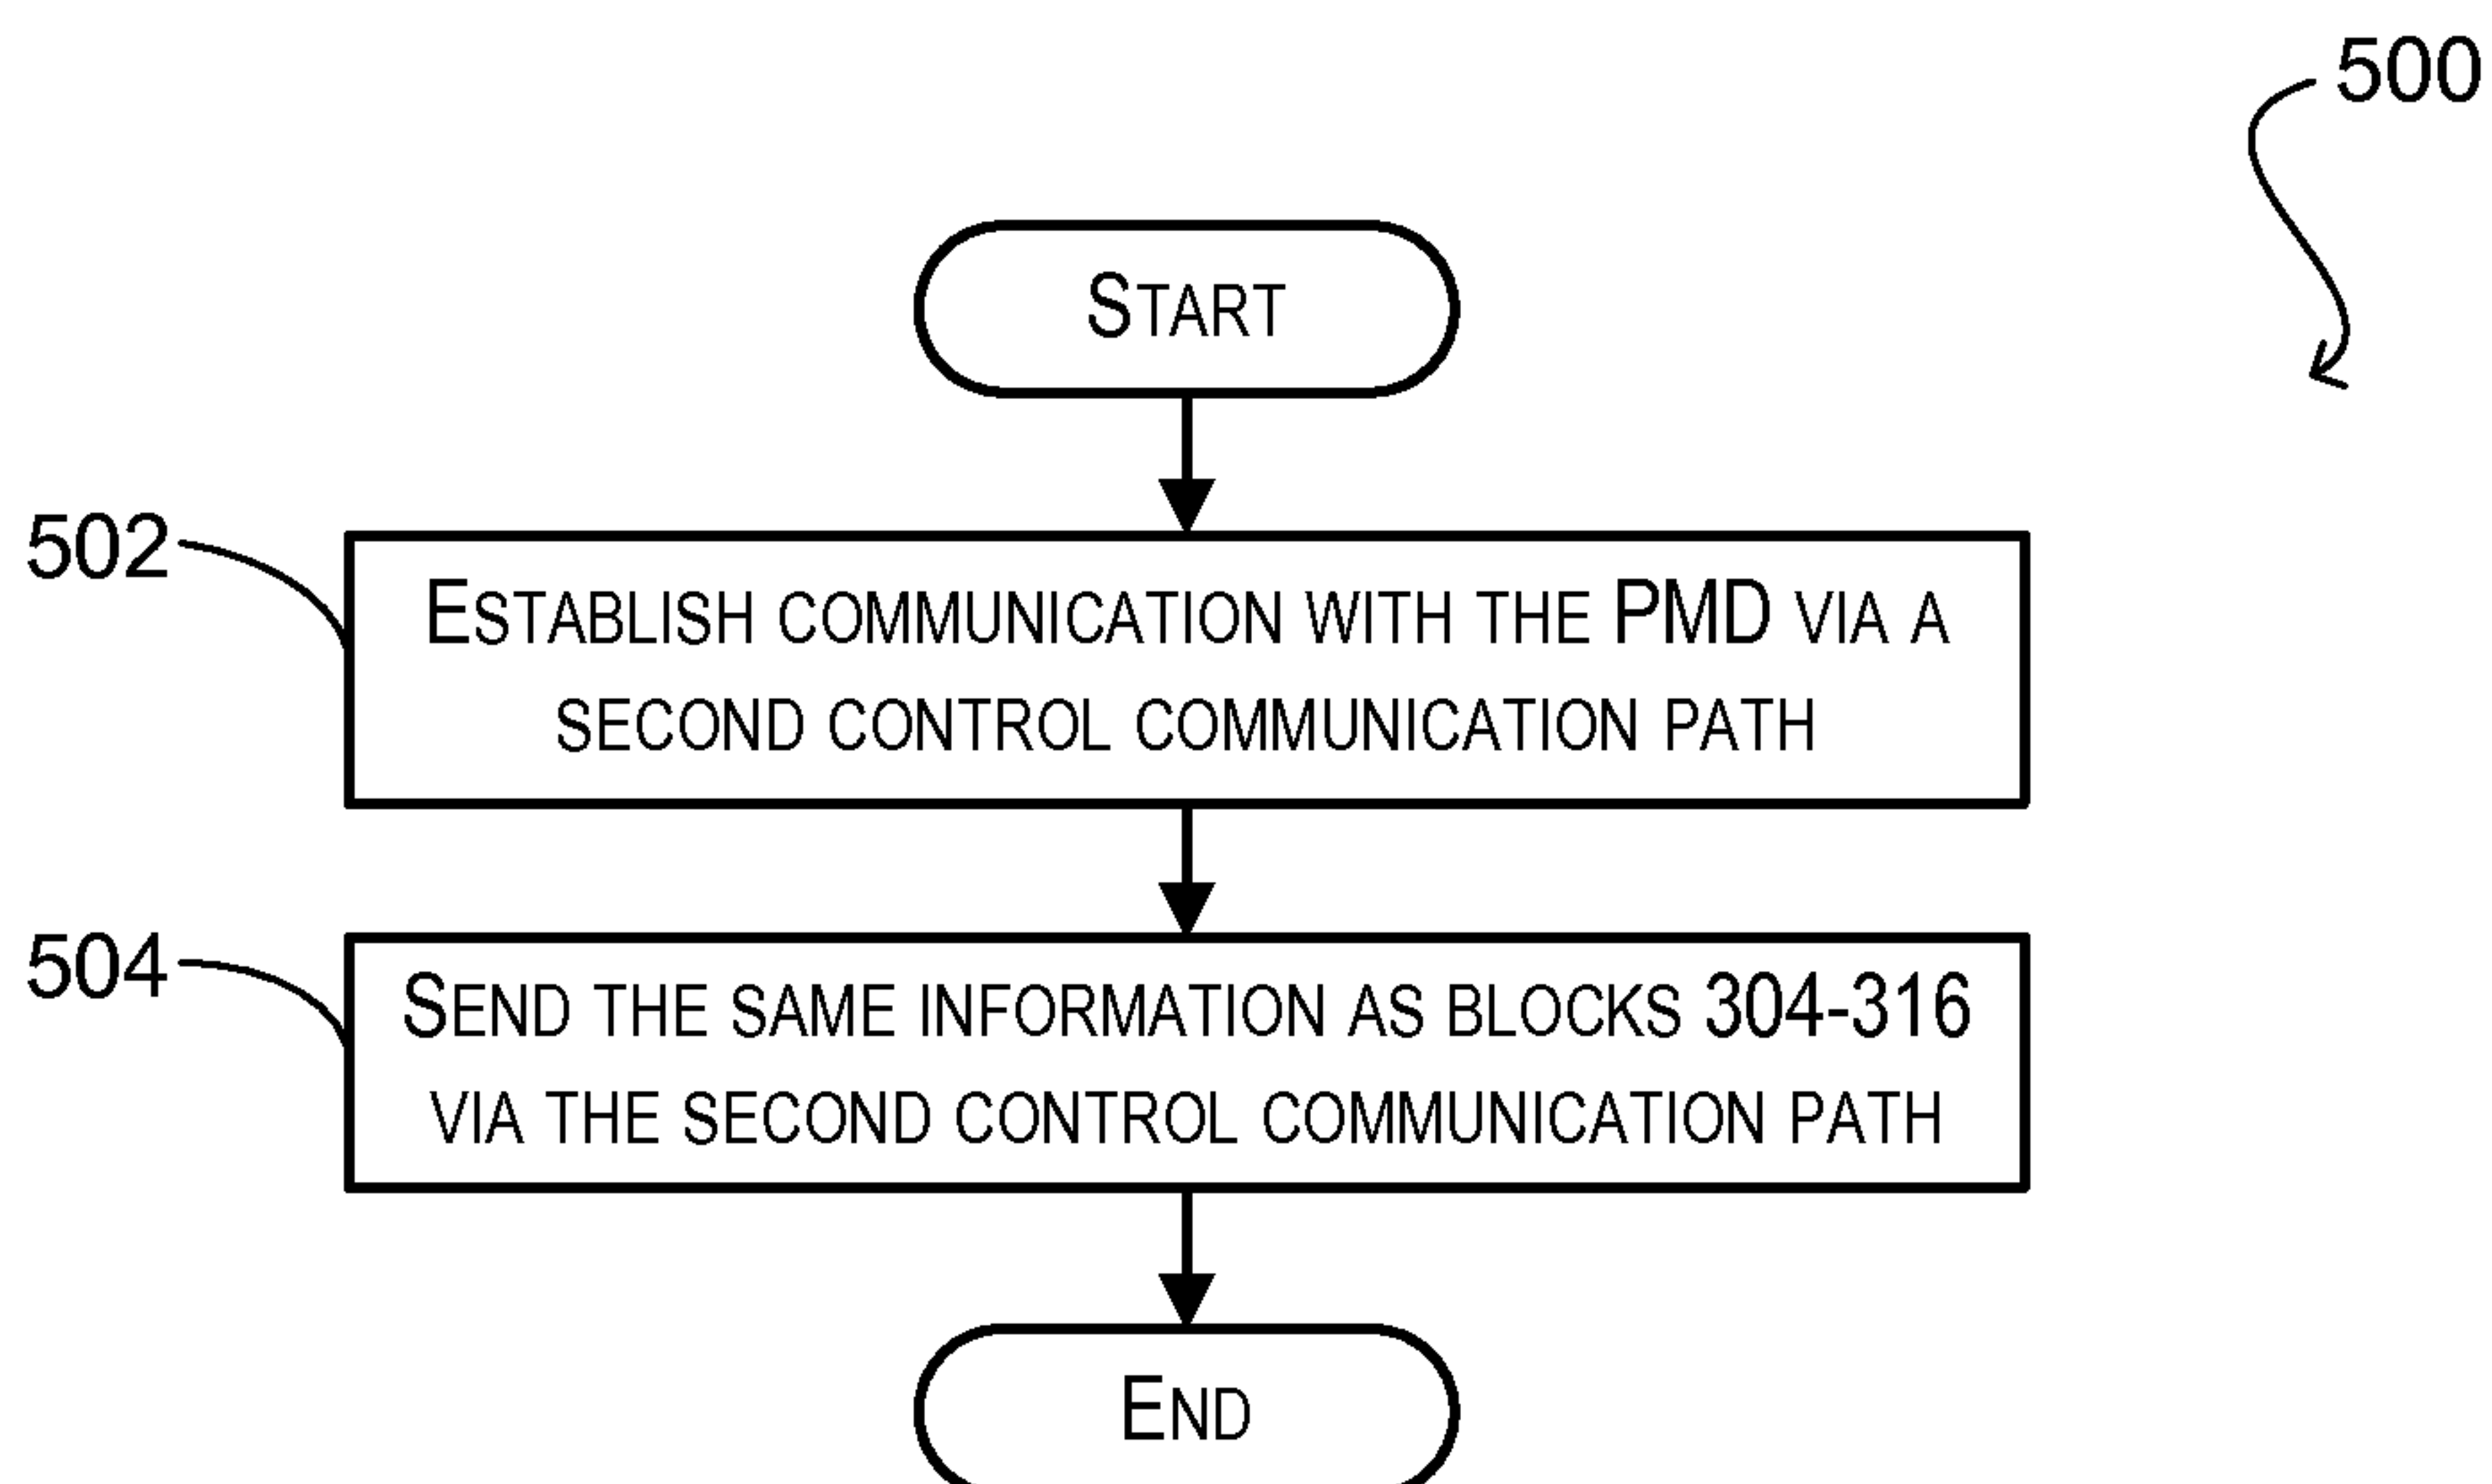 500
START
502
ESTABLISH COMMUNICATION WITH THE PMD VIA A
SECOND CONTROL COMMUNICATION PATH
504
SEND THE SAME INFORMATION AS BLOCKS 304-316
VIA THE SECOND CONTROL COMMUNICATION PATH
END